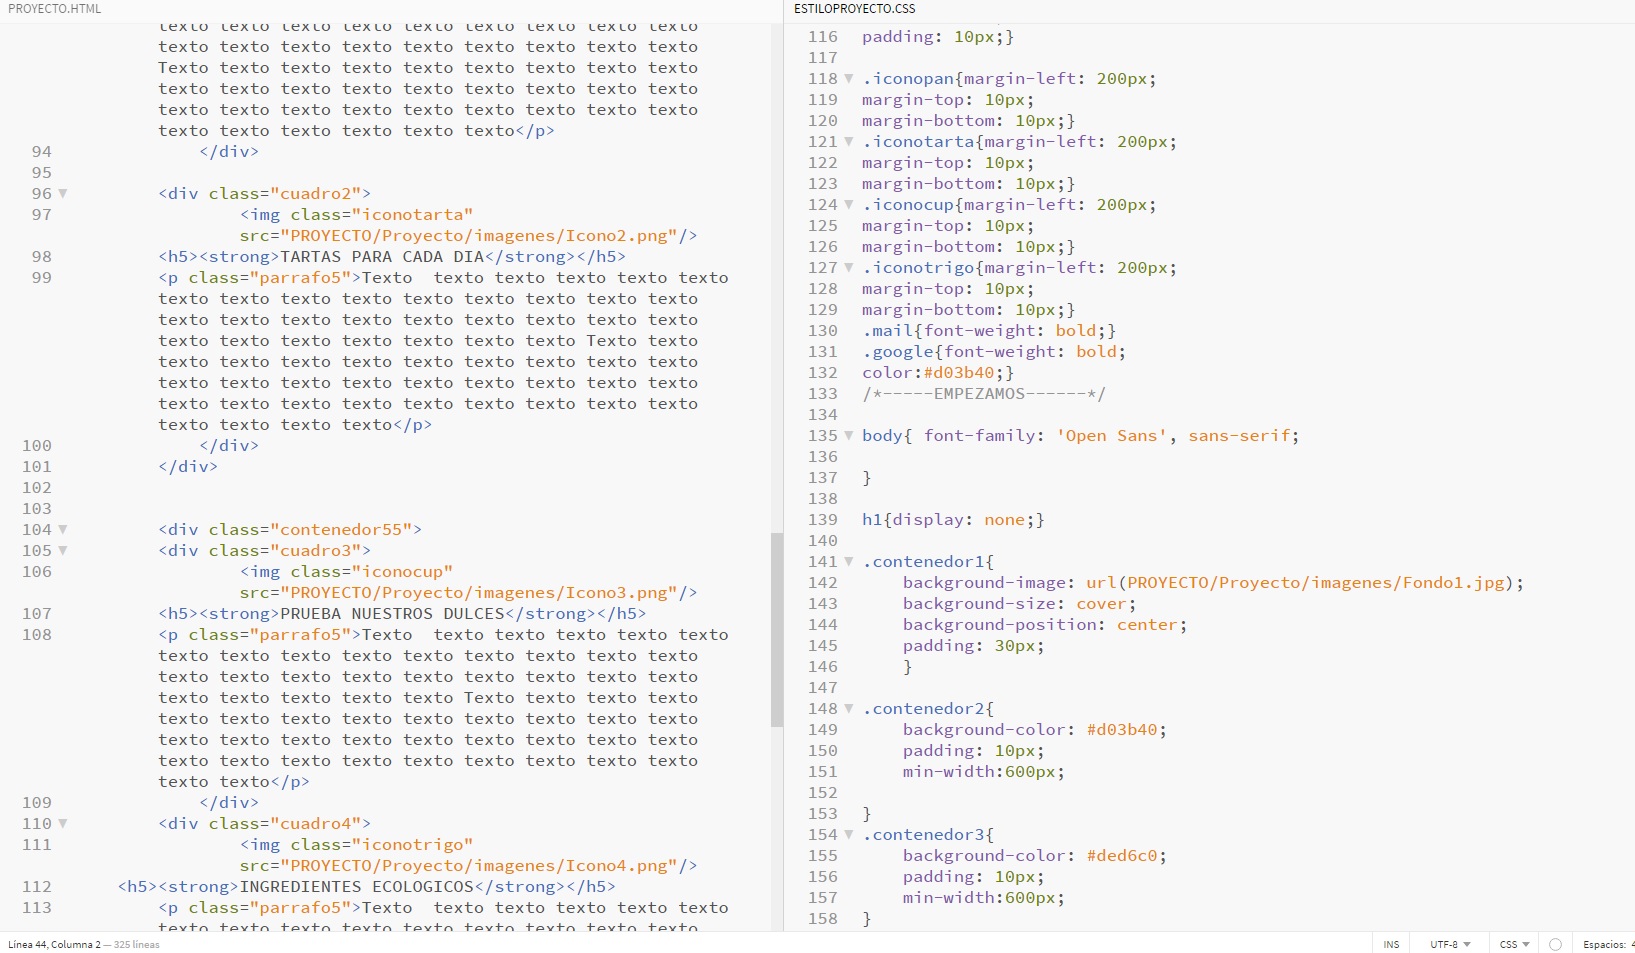 PROYECTO.HTML
texto texto texto texto texto texto texto texto texto
texto texto texto texto texto texto texto texto texto
Texto texto texto texto texto texto texto texto texto
texto texto texto texto texto texto texto texto texto
texto texto texto texto texto texto texto texto texto
texto texto texto texto texto texto</p>
94 </div>
95
96 <div class="cuadro2">
97 <img class="iconotarta"
src="PROYECTO/Proyecto/imagenes/Icono2.png"/>
98 <h5><strong>TARTAS PARA CADA DIA</strong></h5>
99 <p class="parrafo5">Texto  texto texto texto texto texto
texto texto texto texto texto texto texto texto texto
texto texto texto texto texto texto texto texto texto
texto texto texto texto texto texto texto Texto texto
texto texto texto texto texto texto texto texto texto
texto texto texto texto texto texto texto texto texto
texto texto texto texto texto texto texto texto texto
texto texto texto texto</p>
100 </div>
101 </div>
102
103
104 <div class="contenedor55">
105 <div class="cuadro3">
106 <img class="iconocup"
src="PROYECTO/Proyecto/imagenes/Icono3.png"/>
107 <h5><strong>PRUEBA NUESTROS DULCES</strong></h5>
108 <p class="parrafo5">Texto  texto texto texto texto texto
texto texto texto texto texto texto texto texto texto
texto texto texto texto texto texto texto texto texto
texto texto texto texto texto Texto texto texto texto
texto texto texto texto texto texto texto texto texto
texto texto texto texto texto texto texto texto texto
texto texto texto texto texto texto texto texto texto
texto texto</p>
109 </div>
110 <div class="cuadro4">
111 <img class="iconotrigo"
src="PROYECTO/Proyecto/imagenes/Icono4.png"/>
112 <h5><strong>INGREDIENTES ECOLOGICOS</strong></h5>
113 <p class="parrafo5">Texto  texto texto texto texto texto
texto texto texto texto texto texto texto texto texto
ESTILOPROYECTO.CSS
116 padding: 10px;}
117
118 .iconopan{margin-left: 200px;
119 margin-top: 10px;
120 margin-bottom: 10px;}
121 .iconotarta{margin-left: 200px;
122 margin-top: 10px;
123 margin-bottom: 10px;}
124 .iconocup{margin-left: 200px;
125 margin-top: 10px;
126 margin-bottom: 10px;}
127 .iconotrigo{margin-left: 200px;
128 margin-top: 10px;
129 margin-bottom: 10px;}
130 .mail{font-weight: bold;}
131 .google{font-weight: bold;
132 color:#d03b40;}
133 /*-----EMPEZAMOS------*/
134
135 body{ font-family: 'Open Sans', sans-serif;
136
137 }
138
139 h1{display: none;}
140
141 .contenedor1{
142 background-image: url(PROYECTO/Proyecto/imagenes/Fondo1.jpg);
143 background-size: cover;
144 background-position: center;
145 padding: 30px;
146 }
147
148 .contenedor2{
149 background-color: #d03b40;
150 padding: 10px;
151 min-width:600px;
152
153 }
154 .contenedor3{
155 background-color: #ded6c0;
156 padding: 10px;
157 min-width:600px;
158 }
Línea 44, Columna 2 — 325 líneas
INS UTF-8 CSS Espacios: 4